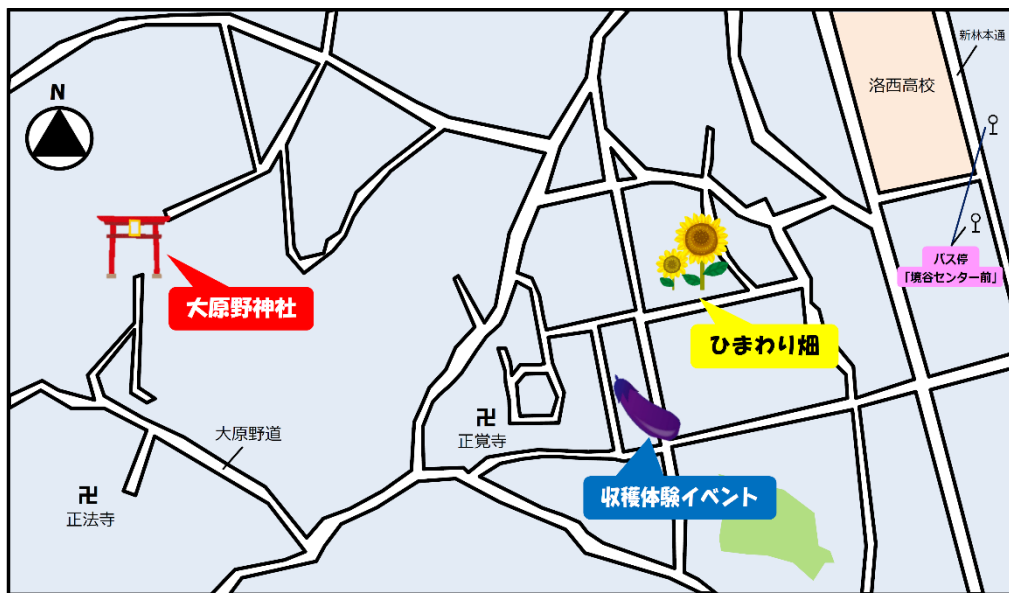 新林本通
洛西高校
N
バス停
「境谷センター前」
大原野神社
ひまわり畑
卍
正覚寺
大原野道
収穫体験イベント
卍
正法寺